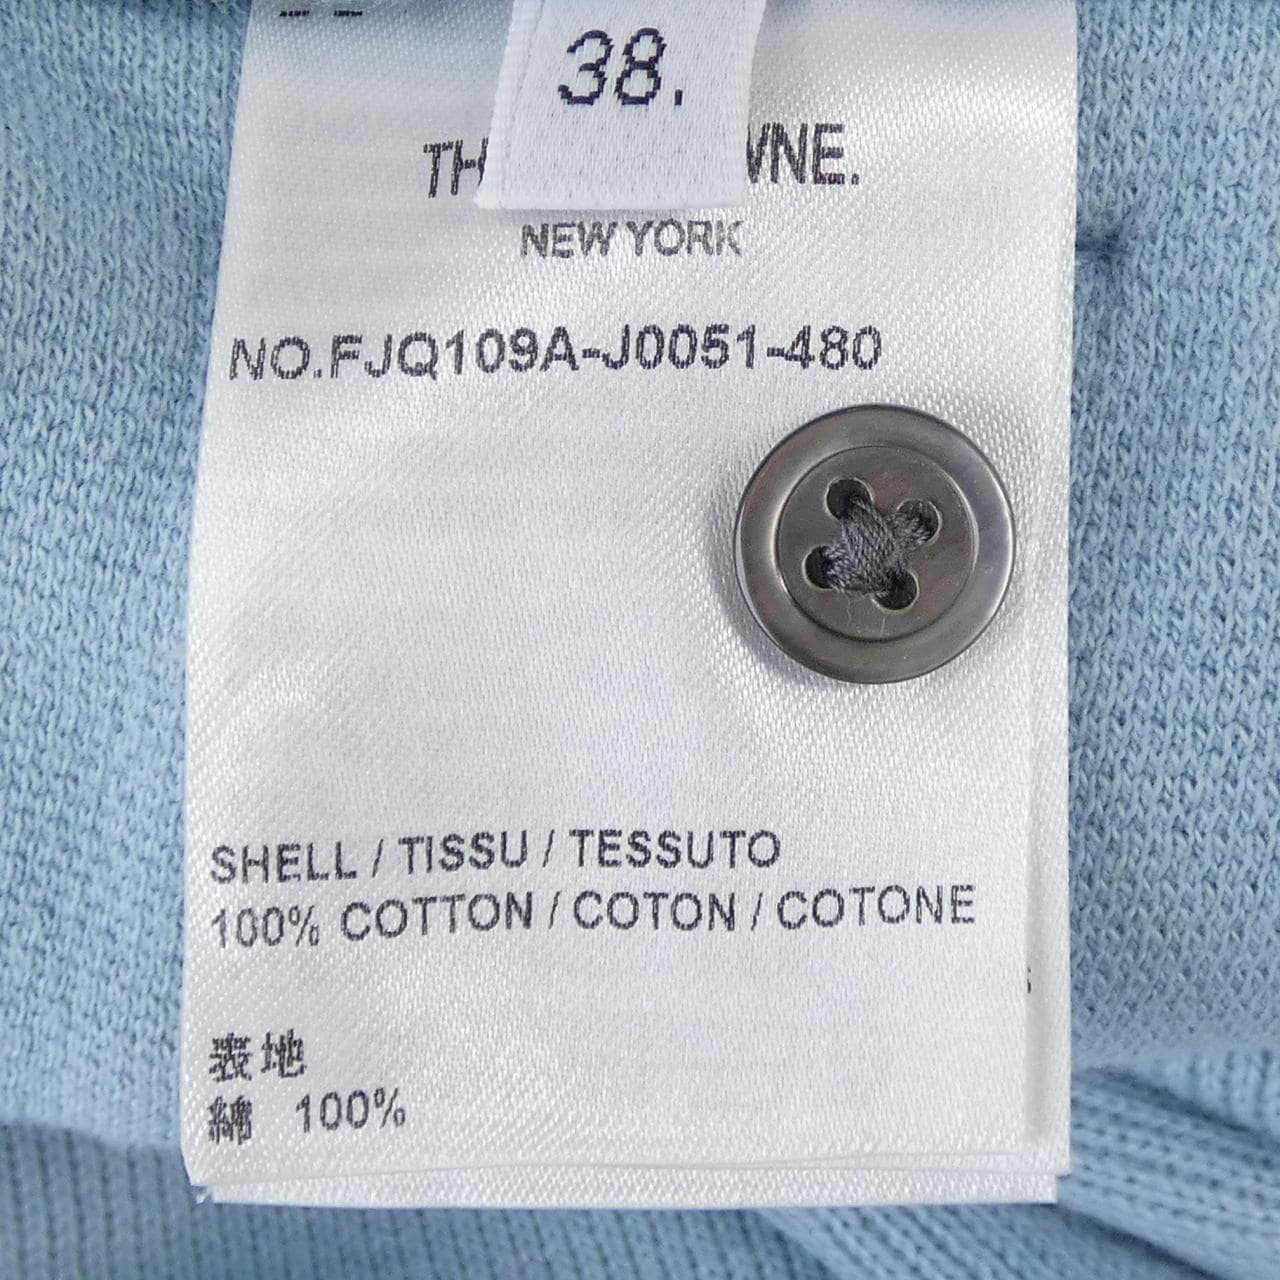 38.
NEW YORK
NO.FJQ109A-J0051-480
SHELL / TISSU / TESSUTO
100% COTTON / COTON / COTONE
表地
綿 100%